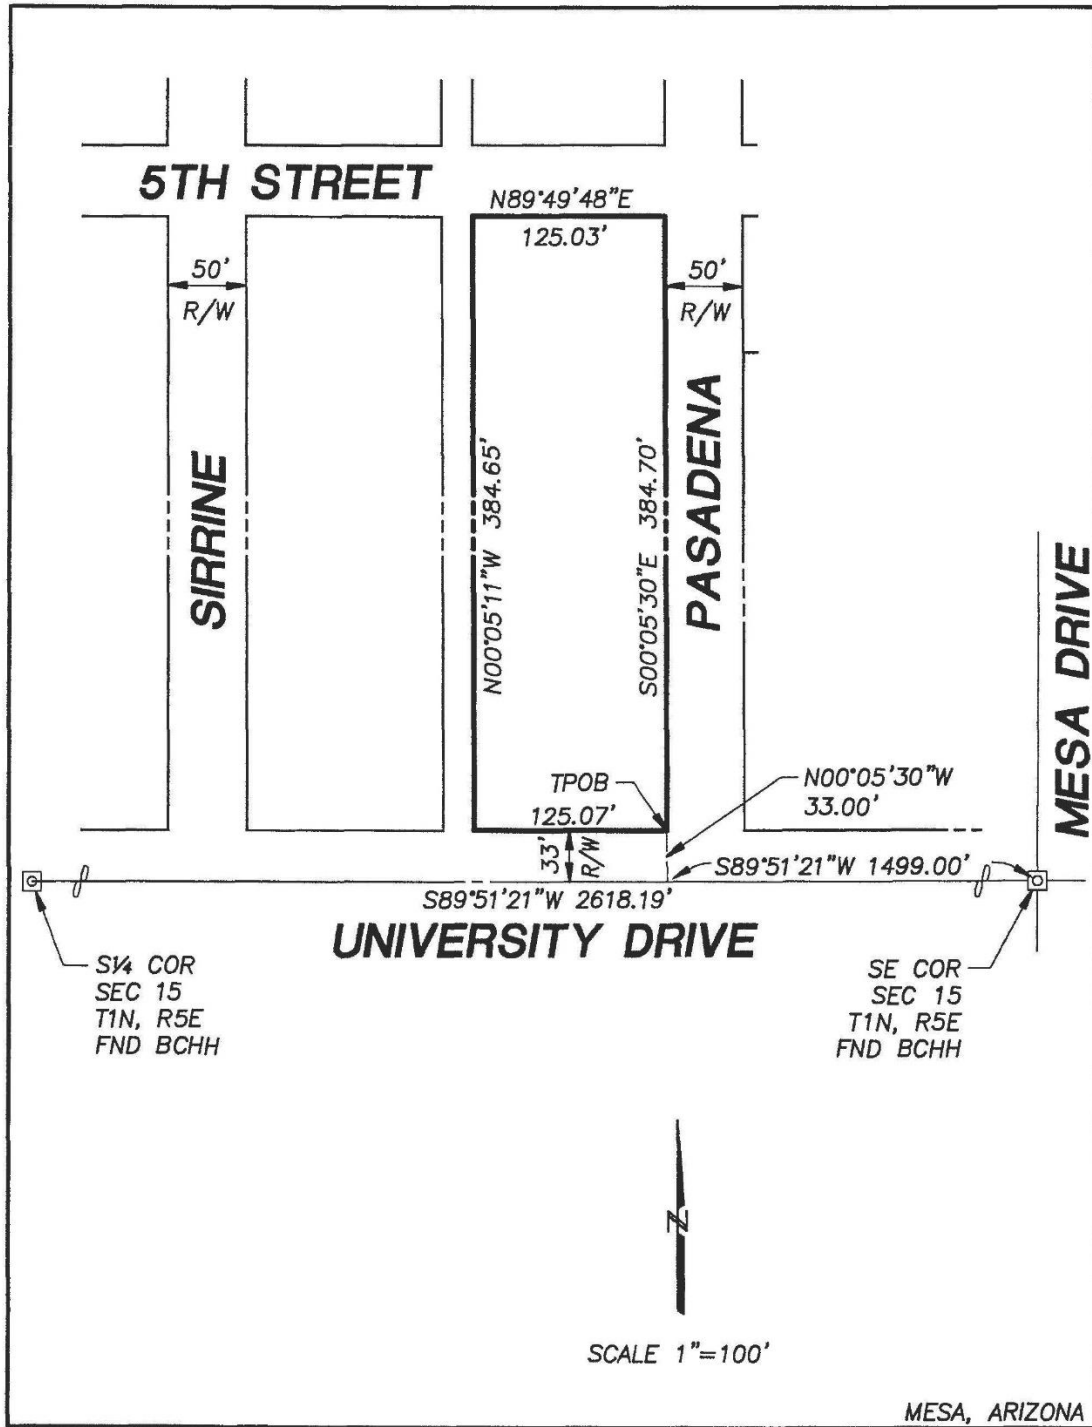 5TH STREET
N89°49'48"E
125.03'
50'
R/W
50'
R/W
SIRRINE
N00°05'11"W 384.65'
S00°05'30"E 384.70'
PASADENA
MESA DRIVE
TPOB
125.07'
N00°05'30"W
33.00'
33'
R/W
S89°51'21"W 1499.00'
S89°51'21"W 2618.19'
UNIVERSITY DRIVE
S1/4 COR
SEC 15
T1N, R5E
FND BCHH
SE COR
SEC 15
T1N, R5E
FND BCHH
N
SCALE 1"=100'
MESA, ARIZONA